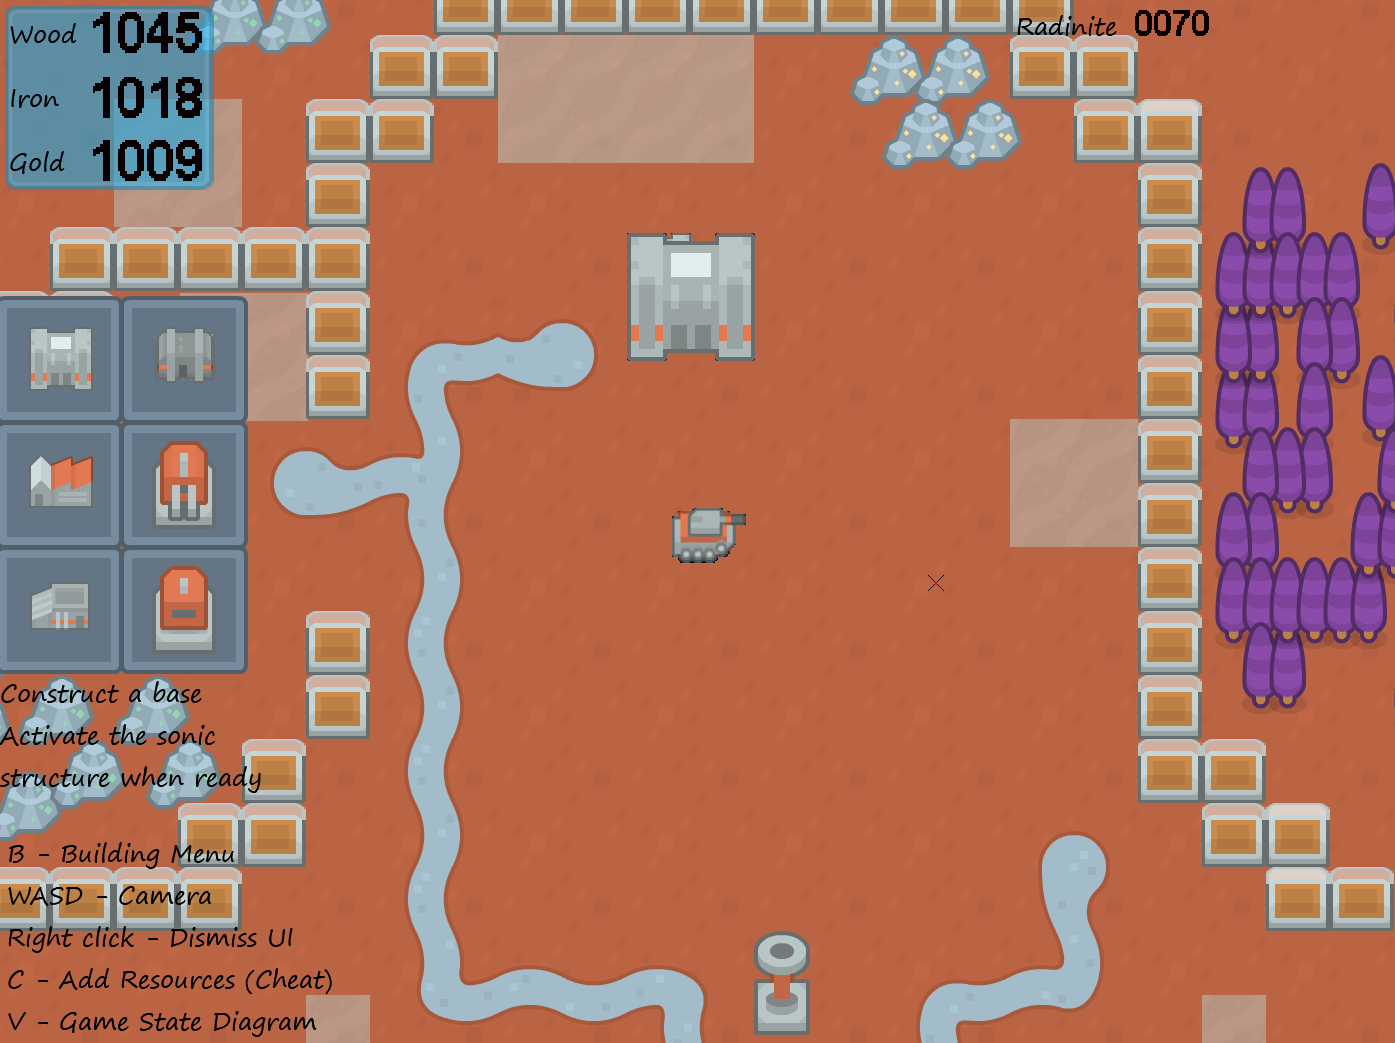 Wood 1045
Radinite 0070
Iron 1018
Gold 1009
Construct a base
Activate the sonic
structure when ready
B - Building Menu
WASD - Camera
Right click - Dismiss UI
C - Add Resources (Cheat)
V - Game State Diagram